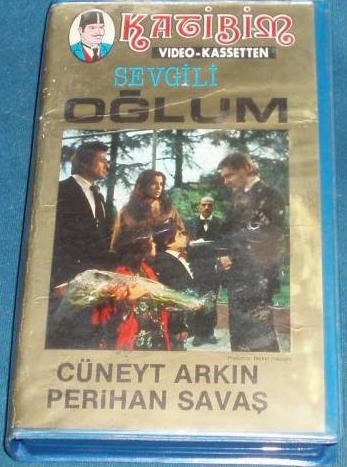 KATİBİM
VIDEO-KASSETTEN
SEVGİLİ
OĞLUM
CÜNEYT ARKIN
PERİHAN SAVAŞ